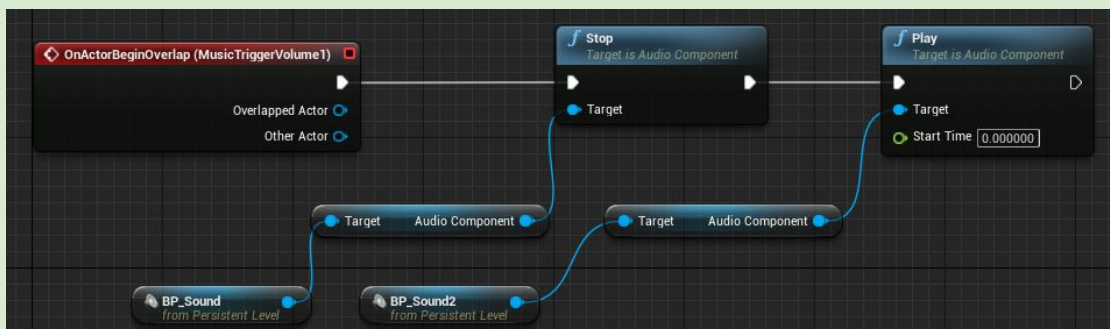 OnActorBeginOverlap (MusicTriggerVolume1)
Overlapped Actor
Other Actor
Stop
Target is Audio Component
Target
Play
Target is Audio Component
Target
Start Time 0.000000
Target Audio Component
Target Audio Component
BP_Sound
from Persistent Level
BP_Sound2
from Persistent Level